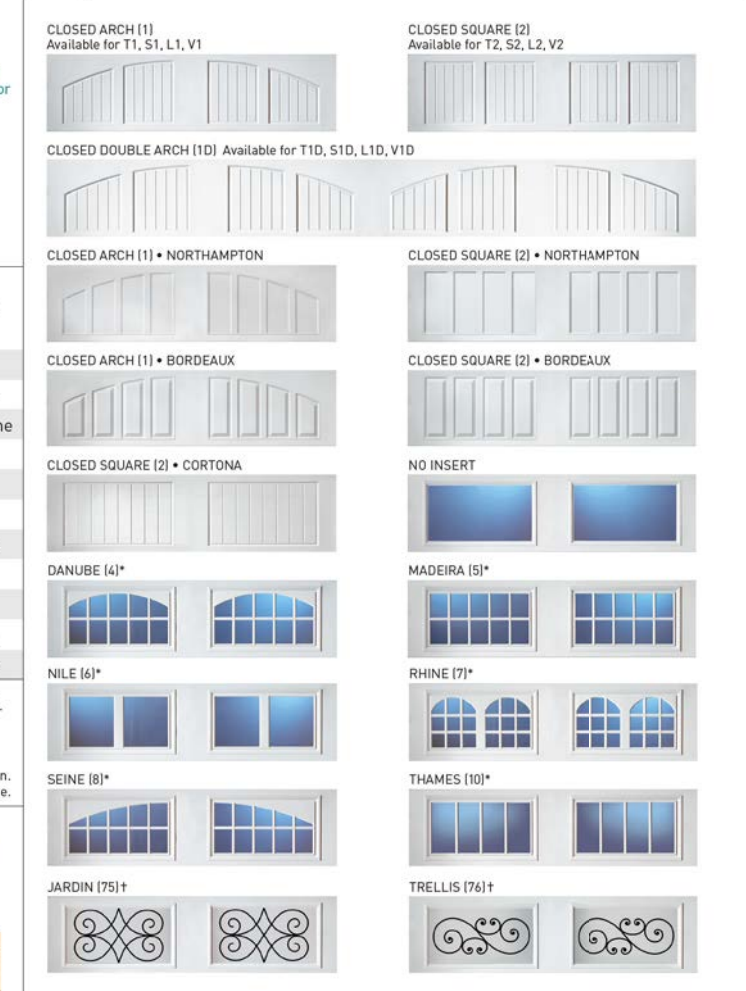 CLOSED ARCH (1)
Available for T1, S1, L1, V1
CLOSED SQUARE (2)
Available for T2, S2, L2, V2
or
CLOSED DOUBLE ARCH (1D) Available for T1D, S1D, L1D, V1D
CLOSED ARCH (1) • NORTHAMPTON
CLOSED SQUARE (2) • NORTHAMPTON
CLOSED ARCH (1) • BORDEAUX
CLOSED SQUARE (2) • BORDEAUX
ne
CLOSED SQUARE (2) • CORTONA
NO INSERT
DANUBE (4)*
MADEIRA (5)*
NILE (6)*
RHINE (7)*
n.
e.
SEINE (8)*
THAMES (10)*
JARDIN (75)†
TRELLIS (76)†